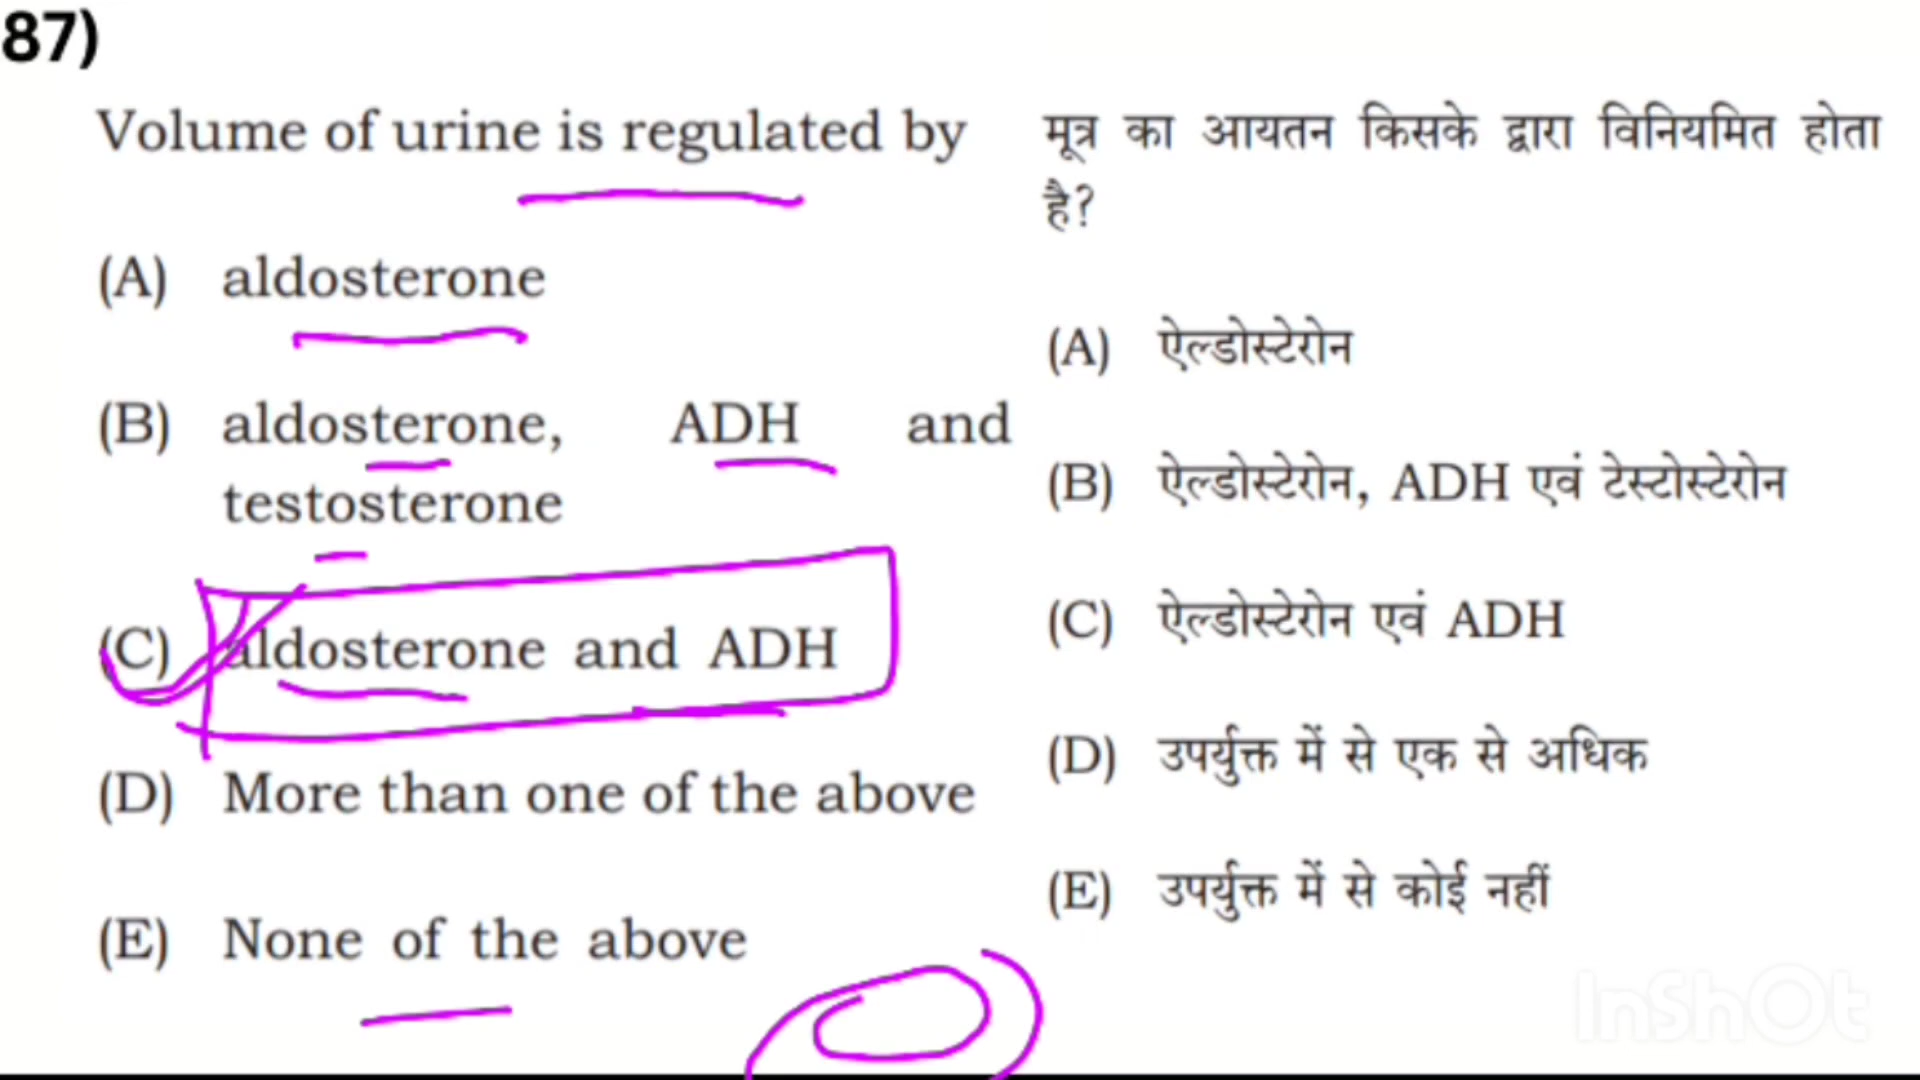 87)
Volume of urine is regulated by
(A) aldosterone
(B) aldosterone, ADH and
testosterone
(C) aldosterone and ADH
(D) More than one of the above
(E) None of the above
मूत्र का आयतन किसके द्वारा विनियमित होता
है?
(A) ऐल्डोस्टेरोन
(B) ऐल्डोस्टेरोन, ADH एवं टेस्टोस्टेरोन
(C) ऐल्डोस्टेरोन एवं ADH
(D) उपर्युक्त में से एक से अधिक
(E) उपर्युक्त में से कोई नहीं
InShOt